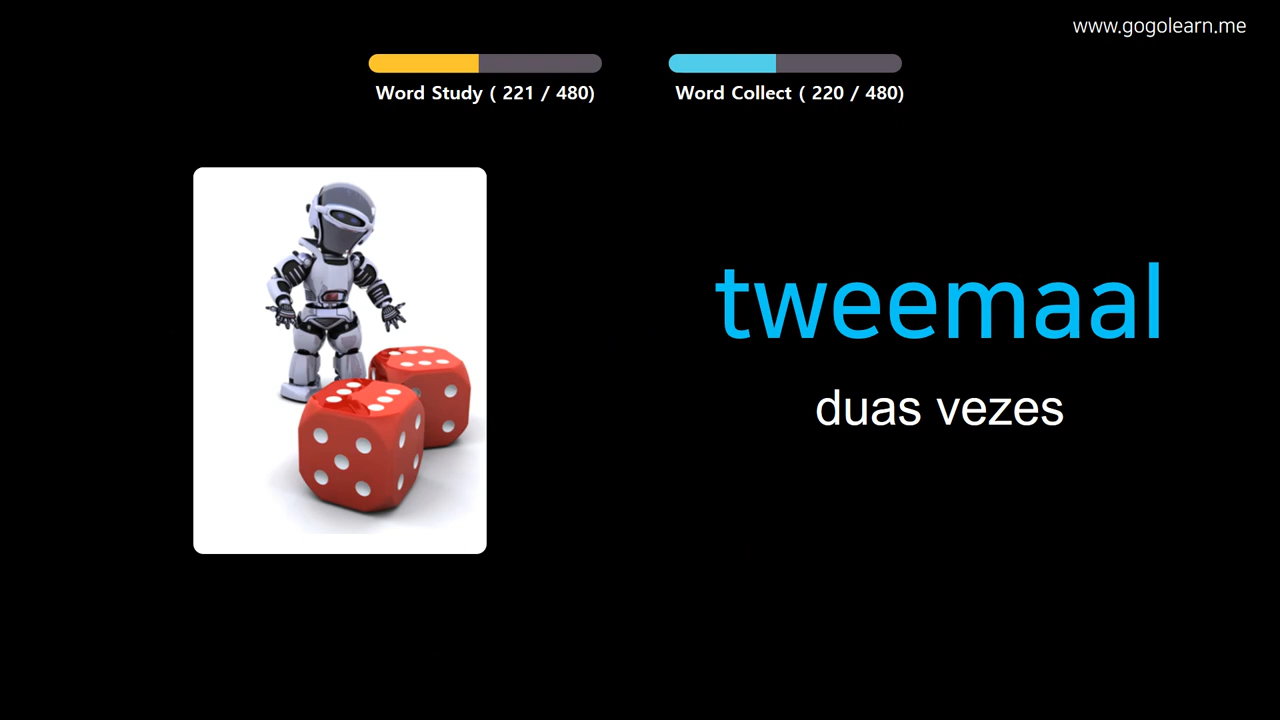 www.gogolearn.me
Word Study ( 221 / 480)
Word Collect ( 220 / 480)
tweemaal
duas vezes